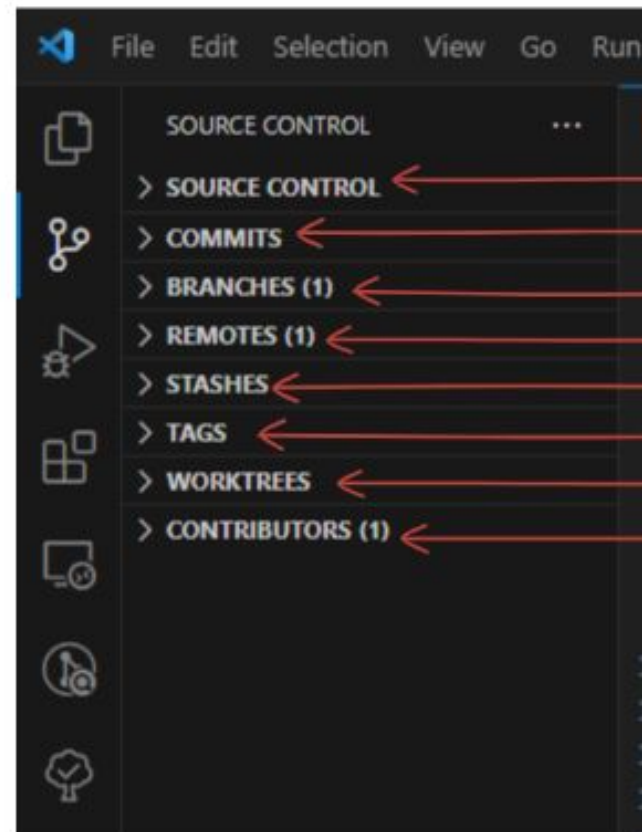 File Edit Selection View Go Run
SOURCE CONTROL ...
SOURCE CONTROL
COMMITS
BRANCHES (1)
REMOTES (1)
STASHES
TAGS
WORKTREES
CONTRIBUTORS (1)